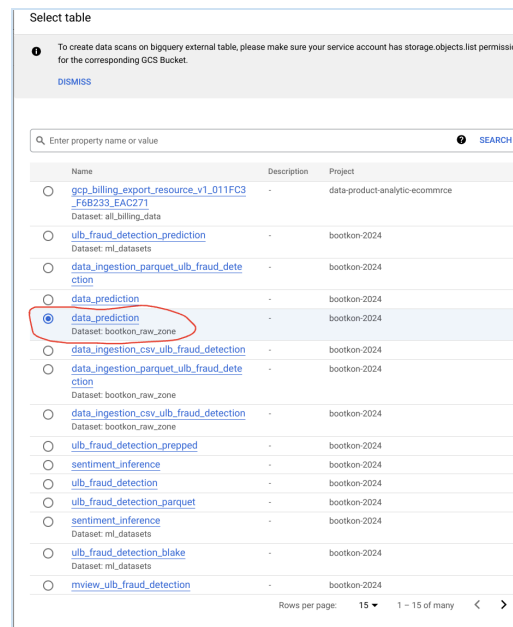 Select table
To create data scans on bigquery external table, please make sure your service account has storage.objects.list permissi
for the corresponding GCS Bucket.
DISMISS
Enter property name or value
SEARCH
Name Description Project
gcp_billing_export_resource_v1_011FC3 - data-product-analytic-ecommrce
_F6B233_EAC271
Dataset: all_billing_data
ulb_fraud_detection_prediction - bootkon-2024
Dataset: ml_datasets
data_ingestion_parquet_ulb_fraud_dete - bootkon-2024
ction
data_prediction - bootkon-2024
data_prediction - bootkon-2024
Dataset: bootkon_raw_zone
data_ingestion_csv_ulb_fraud_detection - bootkon-2024
data_ingestion_parquet_ulb_fraud_dete - bootkon-2024
ction
Dataset: bootkon_raw_zone
data_ingestion_csv_ulb_fraud_detection - bootkon-2024
Dataset: bootkon_raw_zone
ulb_fraud_detection_prepped - bootkon-2024
sentiment_inference - bootkon-2024
ulb_fraud_detection - bootkon-2024
ulb_fraud_detection_parquet - bootkon-2024
sentiment_inference - bootkon-2024
Dataset: ml_datasets
ulb_fraud_detection_blake - bootkon-2024
Dataset: ml_datasets
mview_ulb_fraud_detection - bootkon-2024
Rows per page: 15 1 – 15 of many